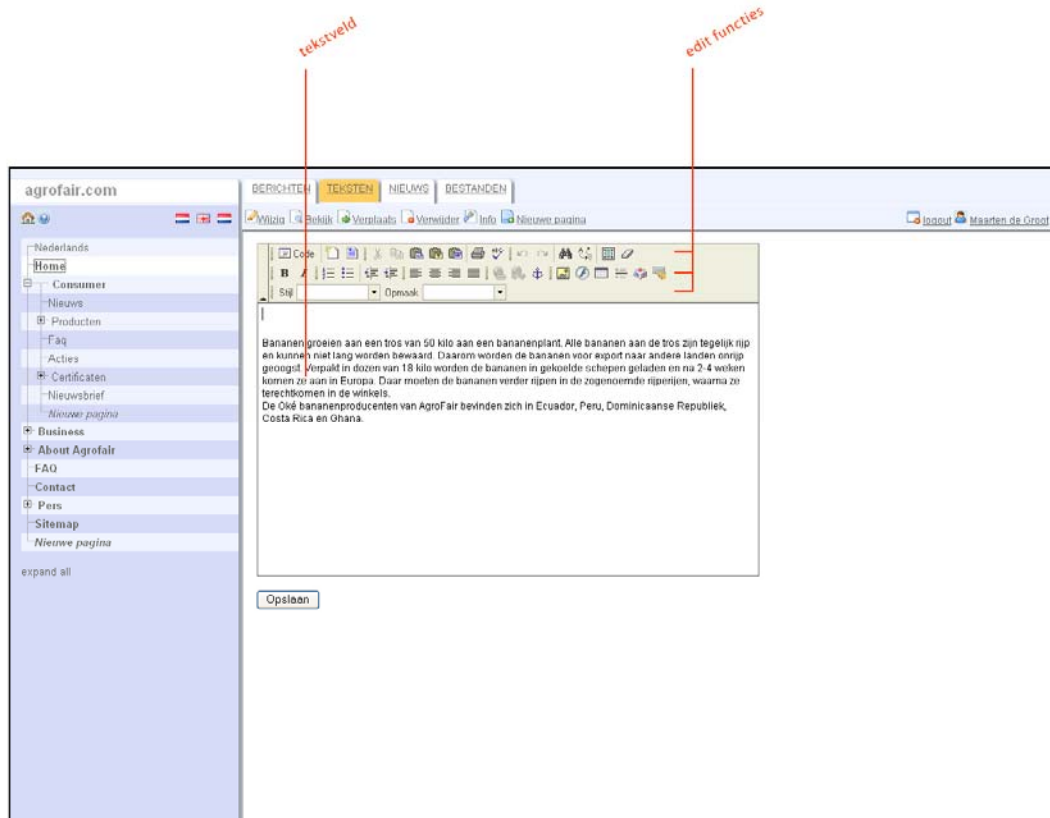 tekstveld
edit functies
agrofair.com
BERICHTEN TEKSTEN NIEUWS BESTANDEN
Wijzig Bekijk Verplaats Verwijder Info Nieuwe pagina
logout Maarten de Groot
Nederlands
Home
Consumer
Nieuws
Producten
Faq
Acties
Certificaten
Nieuwsbrief
Nieuwe pagina
Business
About Agrofair
FAQ
Contact
Pers
Sitemap
Nieuwe pagina
expand all
Code
B I
Stijl Opmaak
Bananen groeien aan een tros van 50 kilo aan een bananenplant. Alle bananen aan de tros zijn tegelijk rijp
en kunnen niet lang worden bewaard. Daarom worden de bananen voor export naar andere landen onrijp
geoogst. Verpakt in dozen van 18 kilo worden de bananen in gekoelde schepen geladen en na 2-4 weken
komen ze aan in Europa. Daar moeten de bananen verder rijpen in de zogenoemde rijperijen, waarna ze
terechtkomen in de winkels.
De Oké bananenproducenten van AgroFair bevinden zich in Ecuador, Peru, Dominicaanse Republiek,
Costa Rica en Ghana.
Opslaan